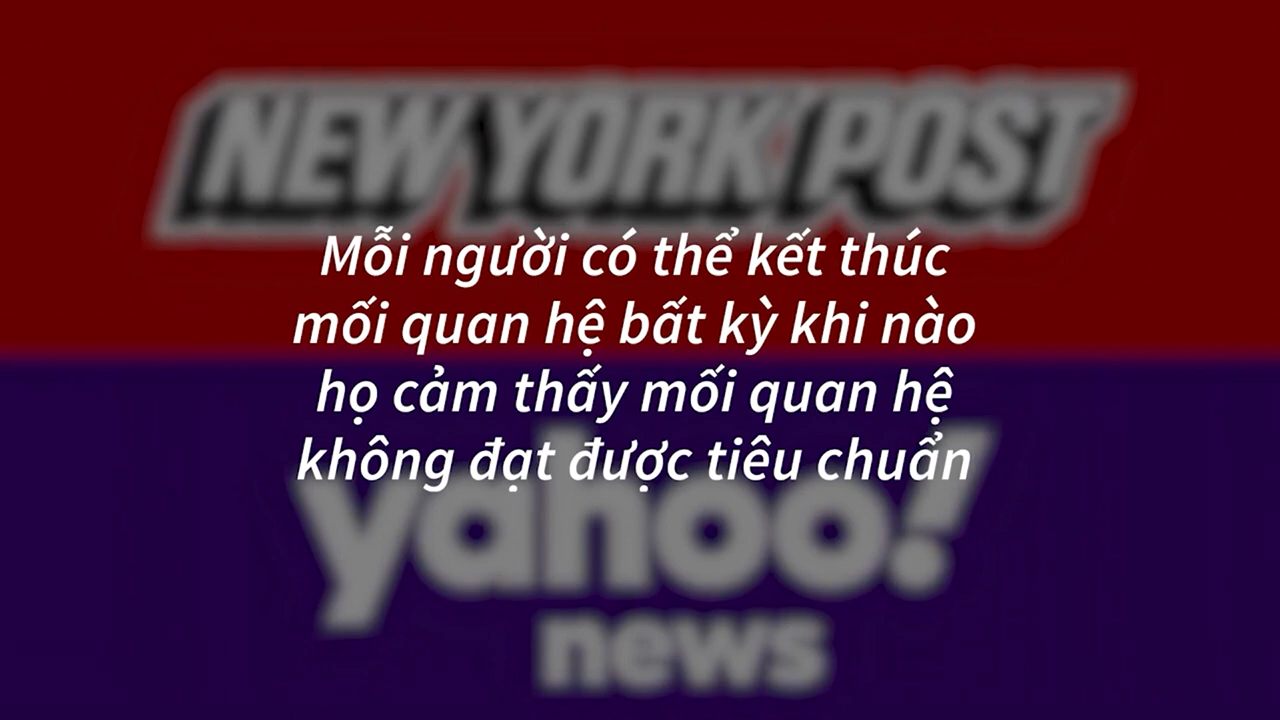 NEW YORK POST
Mỗi người có thể kết thúc
mối quan hệ bất kỳ khi nào
họ cảm thấy mối quan hệ
không đạt được tiêu chuẩn
yahoo!
news